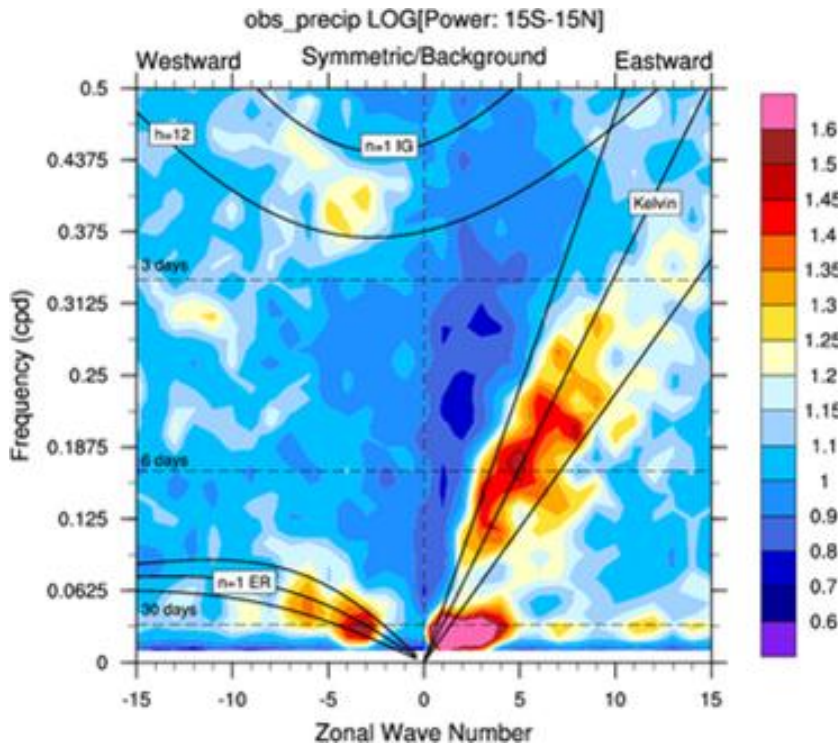 obs_precip LOG[Power: 15S-15N]
Westward Symmetric/Background Eastward
0.5
0.4375
0.375
0.3125
0.25
0.1875
0.125
0.0625
0
Frequency (cpd)
h=12
n=1 IG
Kelvin
3 days
6 days
n=1 ER
30 days
-15 -10 -5 0 5 10 15
Zonal Wave Number
1.6
1.5
1.45
1.4
1.35
1.3
1.25
1.2
1.15
1.1
1
0.9
0.8
0.7
0.6